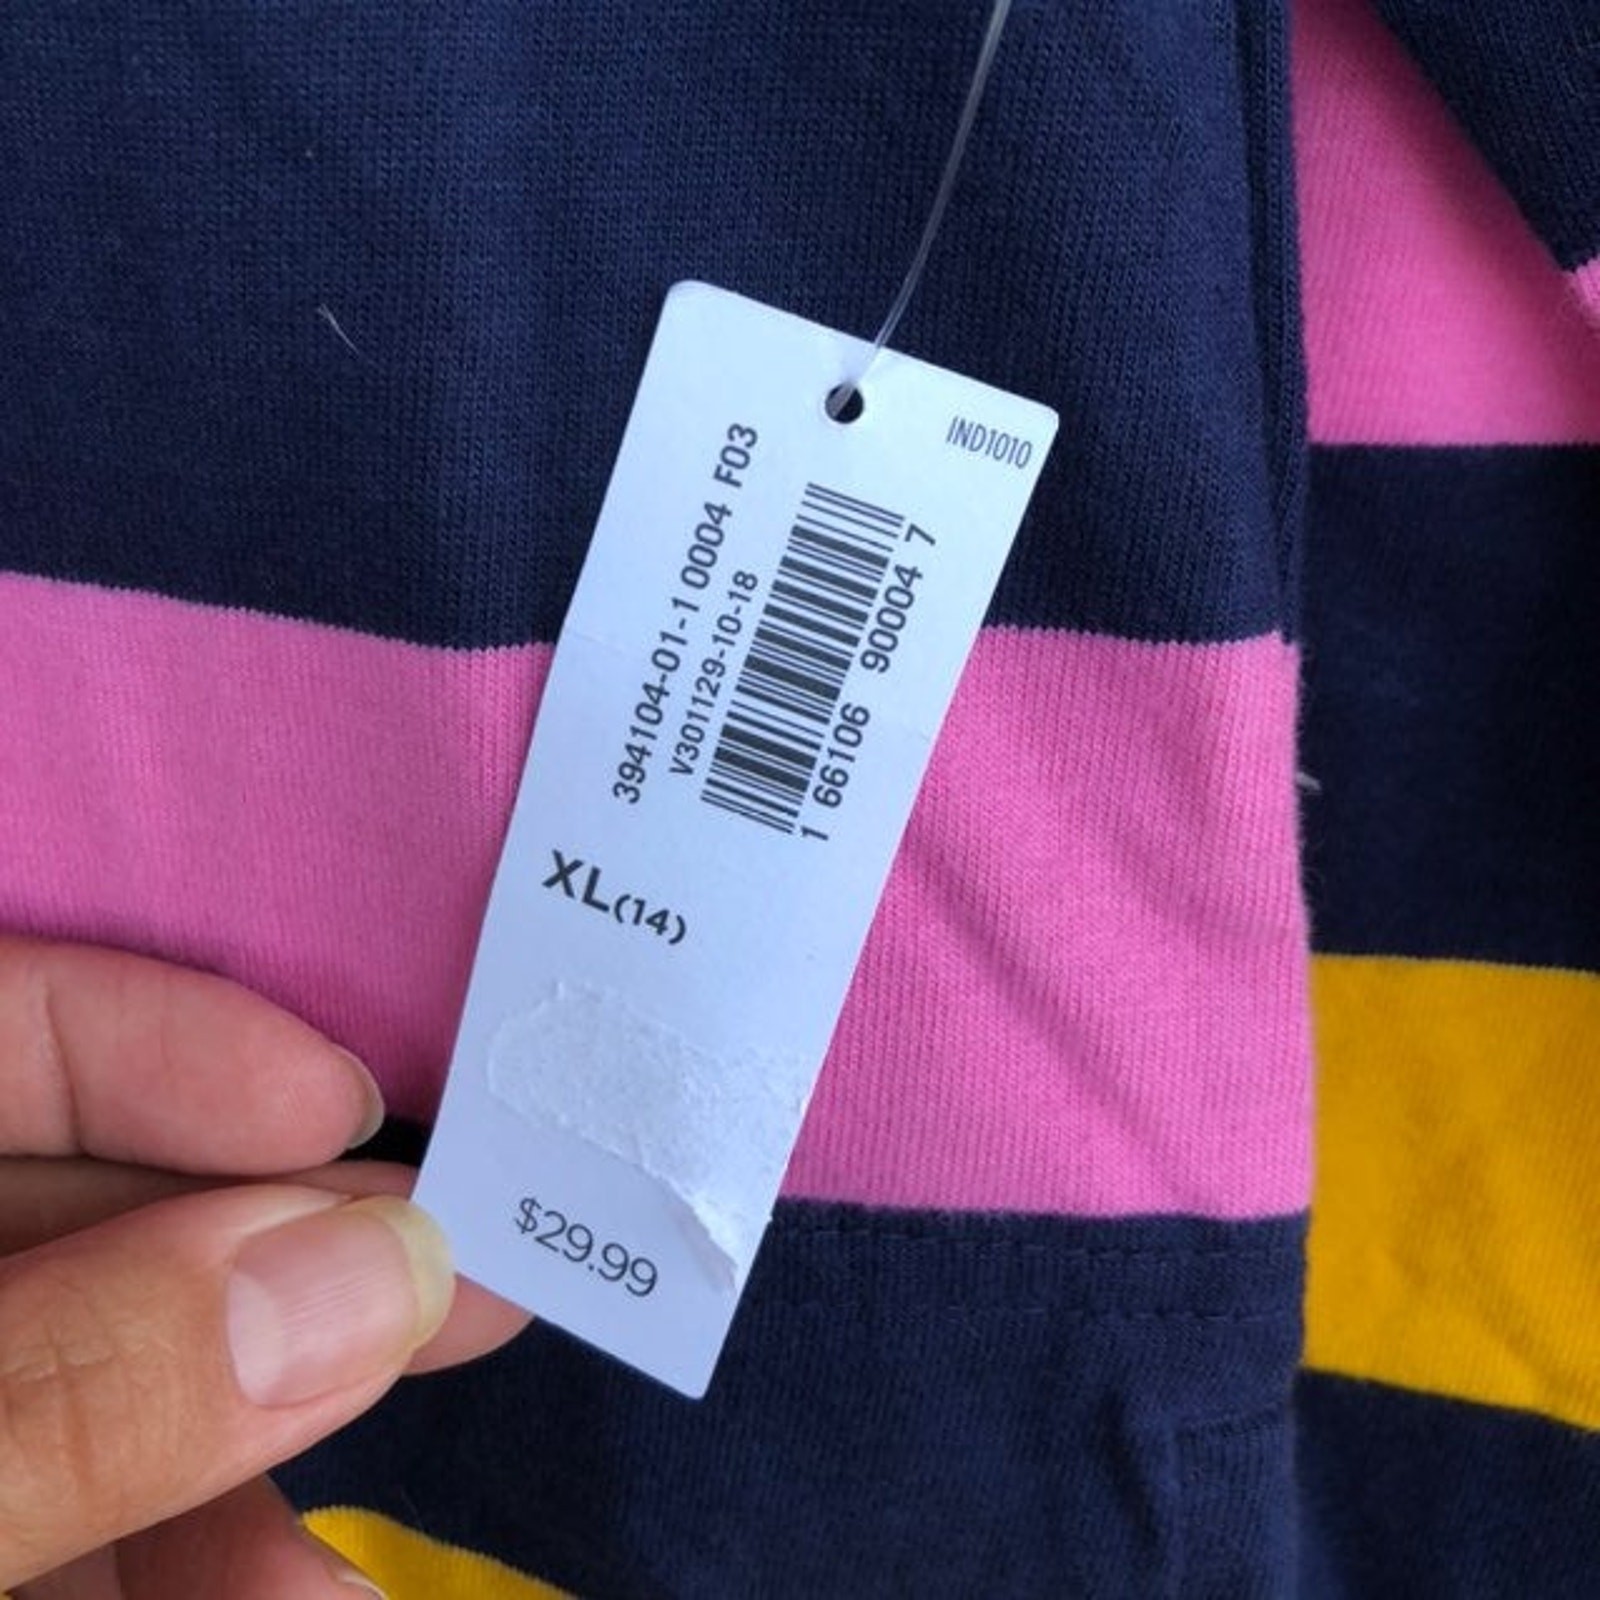 IND1010
394104-01-1 0004 F03
V301129-10-18
1 66106 90004 7
XL(14)
$29.99